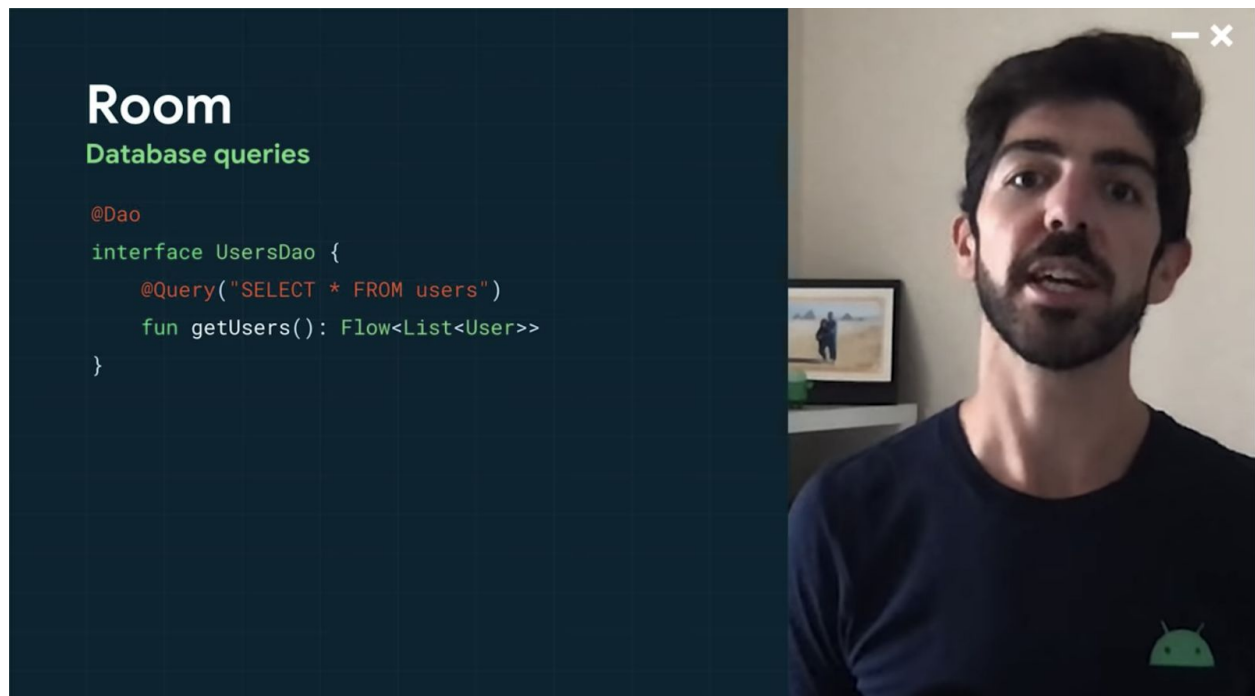 Room
Database queries
@Dao
interface UsersDao {
    @Query("SELECT * FROM users")
    fun getUsers(): Flow<List<User>>
}